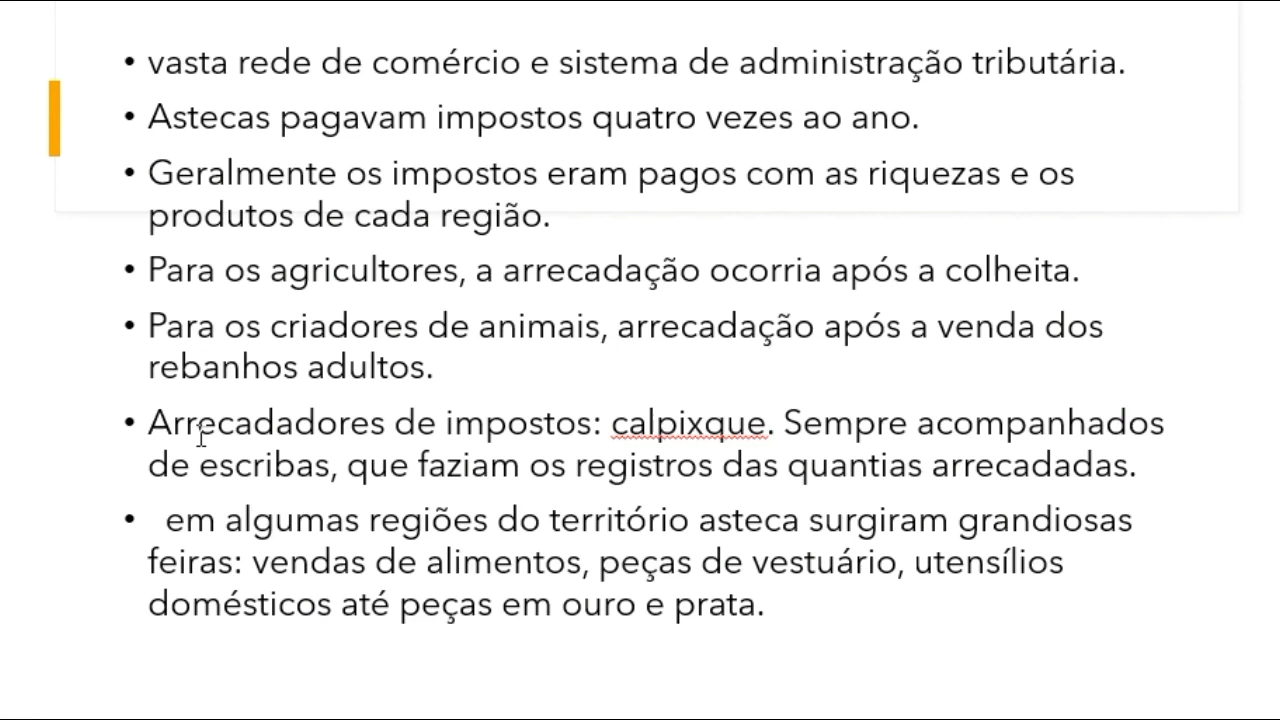 • vasta rede de comércio e sistema de administração tributária.
• Astecas pagavam impostos quatro vezes ao ano.
• Geralmente os impostos eram pagos com as riquezas e os
produtos de cada região.
• Para os agricultores, a arrecadação ocorria após a colheita.
• Para os criadores de animais, arrecadação após a venda dos
rebanhos adultos.
• Arrecadadores de impostos: calpixque. Sempre acompanhados
de escribas, que faziam os registros das quantias arrecadadas.
• em algumas regiões do território asteca surgiram grandiosas
feiras: vendas de alimentos, peças de vestuário, utensílios
domésticos até peças em ouro e prata.